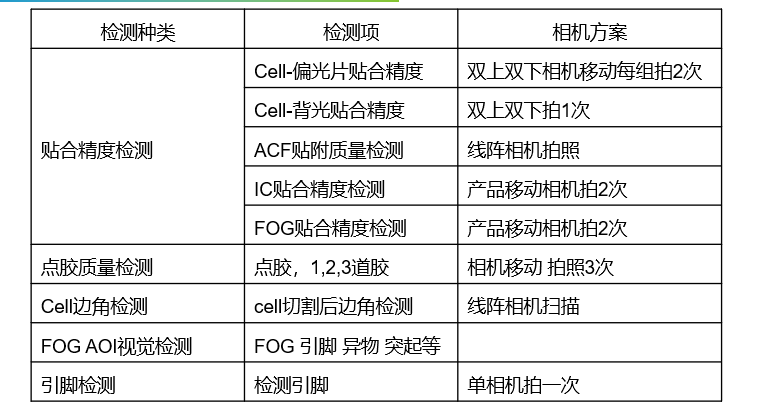 检测种类 检测项 相机方案
Cell-偏光片贴合精度 双上双下相机移动每组拍2次
Cell-背光贴合精度 双上双下拍1次
贴合精度检测 ACF贴附质量检测 线阵相机拍照
IC贴合精度检测 产品移动相机拍2次
FOG贴合精度检测 产品移动相机拍2次
点胶质量检测 点胶，1,2,3道胶 相机移动 拍照3次
Cell边角检测 cell切割后边角检测 线阵相机扫描
FOG AOI视觉检测 FOG 引脚 异物 突起等
引脚检测 检测引脚 单相机拍一次